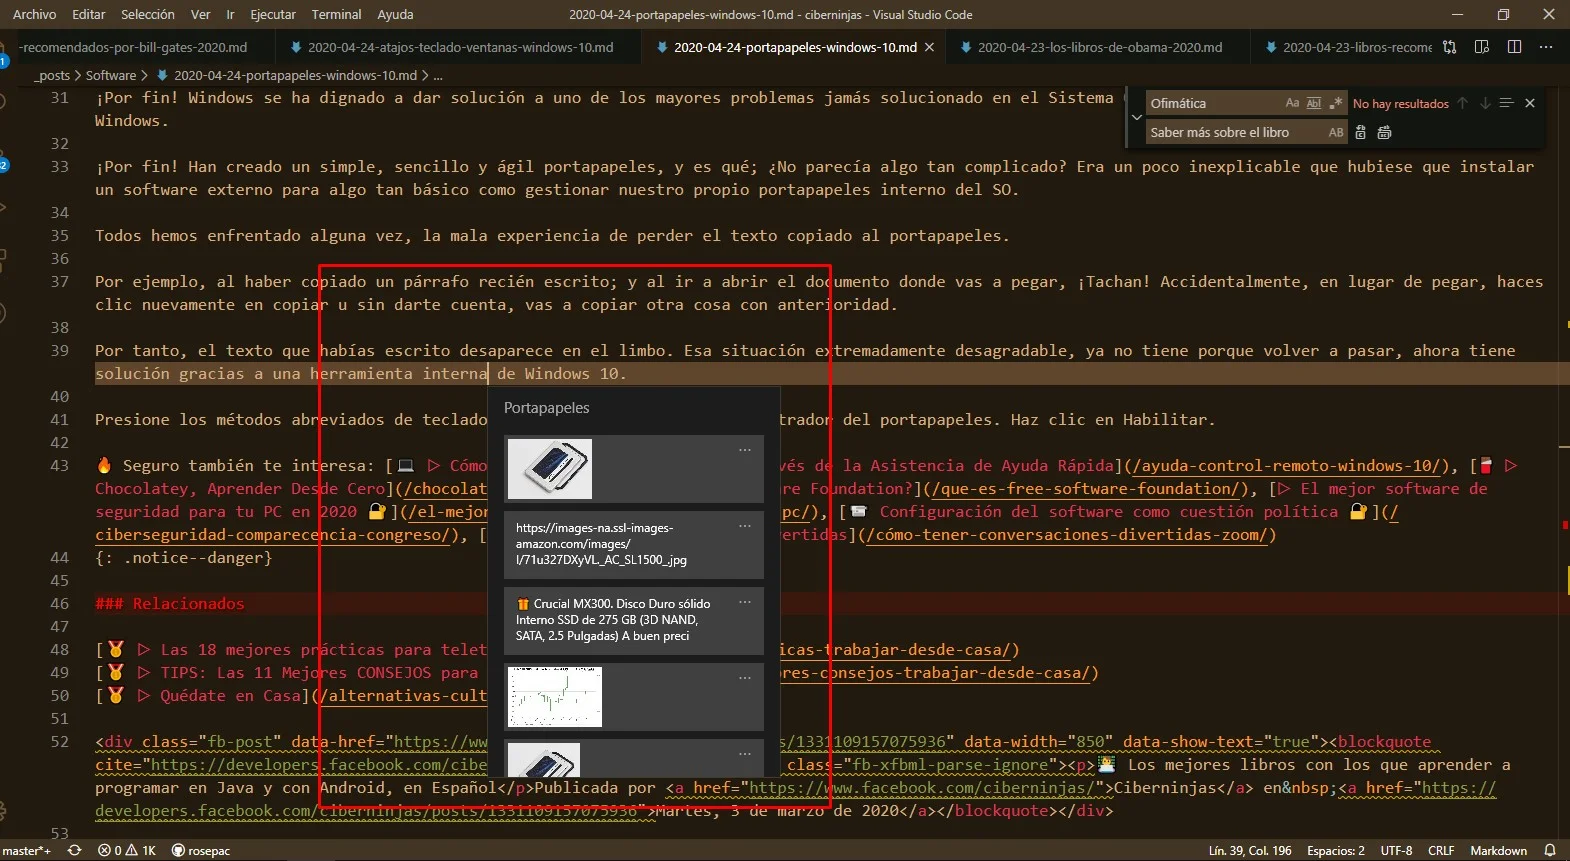 Archivo Editar Selección Ver Ir Ejecutar Terminal Ayuda 2020-04-24-portapapeles-windows-10.md - ciberninjas - Visual Studio Code
-recomendados-por-bill-gates-2020.md 2020-04-24-atajos-teclado-ventanas-windows-10.md 2020-04-24-portapapeles-windows-10.md 2020-04-23-los-libros-de-obama-2020.md 2020-04-23-libros-recome
_posts > Software > 2020-04-24-portapapeles-windows-10.md > ...
Ofimática Aa Abl .* No hay resultados
Saber más sobre el libro AB
31 ¡Por fin! Windows se ha dignado a dar solución a uno de los mayores problemas jamás solucionado en el Sistema
Windows.
32
33 ¡Por fin! Han creado un simple, sencillo y ágil portapapeles, y es qué; ¿No parecía algo tan complicado? Era un poco inexplicable que hubiese que instalar
un software externo para algo tan básico como gestionar nuestro propio portapapeles interno del SO.
34
35 Todos hemos enfrentado alguna vez, la mala experiencia de perder el texto copiado al portapapeles.
36
37 Por ejemplo, al haber copiado un párrafo recién escrito; y al ir a abrir el documento donde vas a pegar, ¡Tachan! Accidentalmente, en lugar de pegar, haces
clic nuevamente en copiar u sin darte cuenta, vas a copiar otra cosa con anterioridad.
38
39 Por tanto, el texto que habías escrito desaparece en el limbo. Esa situación extremadamente desagradable, ya no tiene porque volver a pasar, ahora tiene
solución gracias a una herramienta interna de Windows 10.
40
41 Presione los métodos abreviados de teclado trador del portapapeles. Haz clic en Habilitar.
42
43 🔥 Seguro también te interesa: [💻 ▷ Cómo vés de la Asistencia de Ayuda Rápida](/ayuda-control-remoto-windows-10/), [🥫 ▷
Chocolatey, Aprender Desde Cero](/chocolat re Foundation?](/que-es-free-software-foundation/), [▷ El mejor software de
seguridad para tu PC en 2020 🔐](/el-mejor pc/), [📨 Configuración del software como cuestión política 🔐](/
ciberseguridad-comparecencia-congreso/), [ ertidas](/cómo-tener-conversaciones-divertidas-zoom/)
44 {: .notice--danger}
45
46 ### Relacionados
47
48 [🏅 ▷ Las 18 mejores prácticas para telet icas-trabajar-desde-casa/)
49 [🏅 ▷ TIPS: Las 11 Mejores CONSEJOS para ores-consejos-trabajar-desde-casa/)
50 [🏅 ▷ Quédate en Casa](/alternativas-cult
51
52 <div class="fb-post" data-href="https://ww s/1331109157075936" data-width="850" data-show-text="true"><blockquote
cite="https://developers.facebook.com/cibe class="fb-xfbml-parse-ignore"><p>👨‍🏫 Los mejores libros con los que aprender a
programar en Java y con Android, en Español</p>Publicada por <a href="https://www.facebook.com/ciberninjas/">Ciberninjas</a> en&nbsp;<a href="https://
developers.facebook.com/ciberninjas/posts/1331109157075936">Martes, 3 de marzo de 2020</a></blockquote></div>
53
Portapapeles
https://images-na.ssl-images-
amazon.com/images/
I/71u327DXyVL._AC_SL1500_.jpg
🎁 Crucial MX300. Disco Duro sólido
Interno SSD de 275 GB (3D NAND,
SATA, 2.5 Pulgadas) A buen preci
master*+ 0 1K rosepac Lín. 39, Col. 196 Espacios: 2 UTF-8 CRLF Markdown